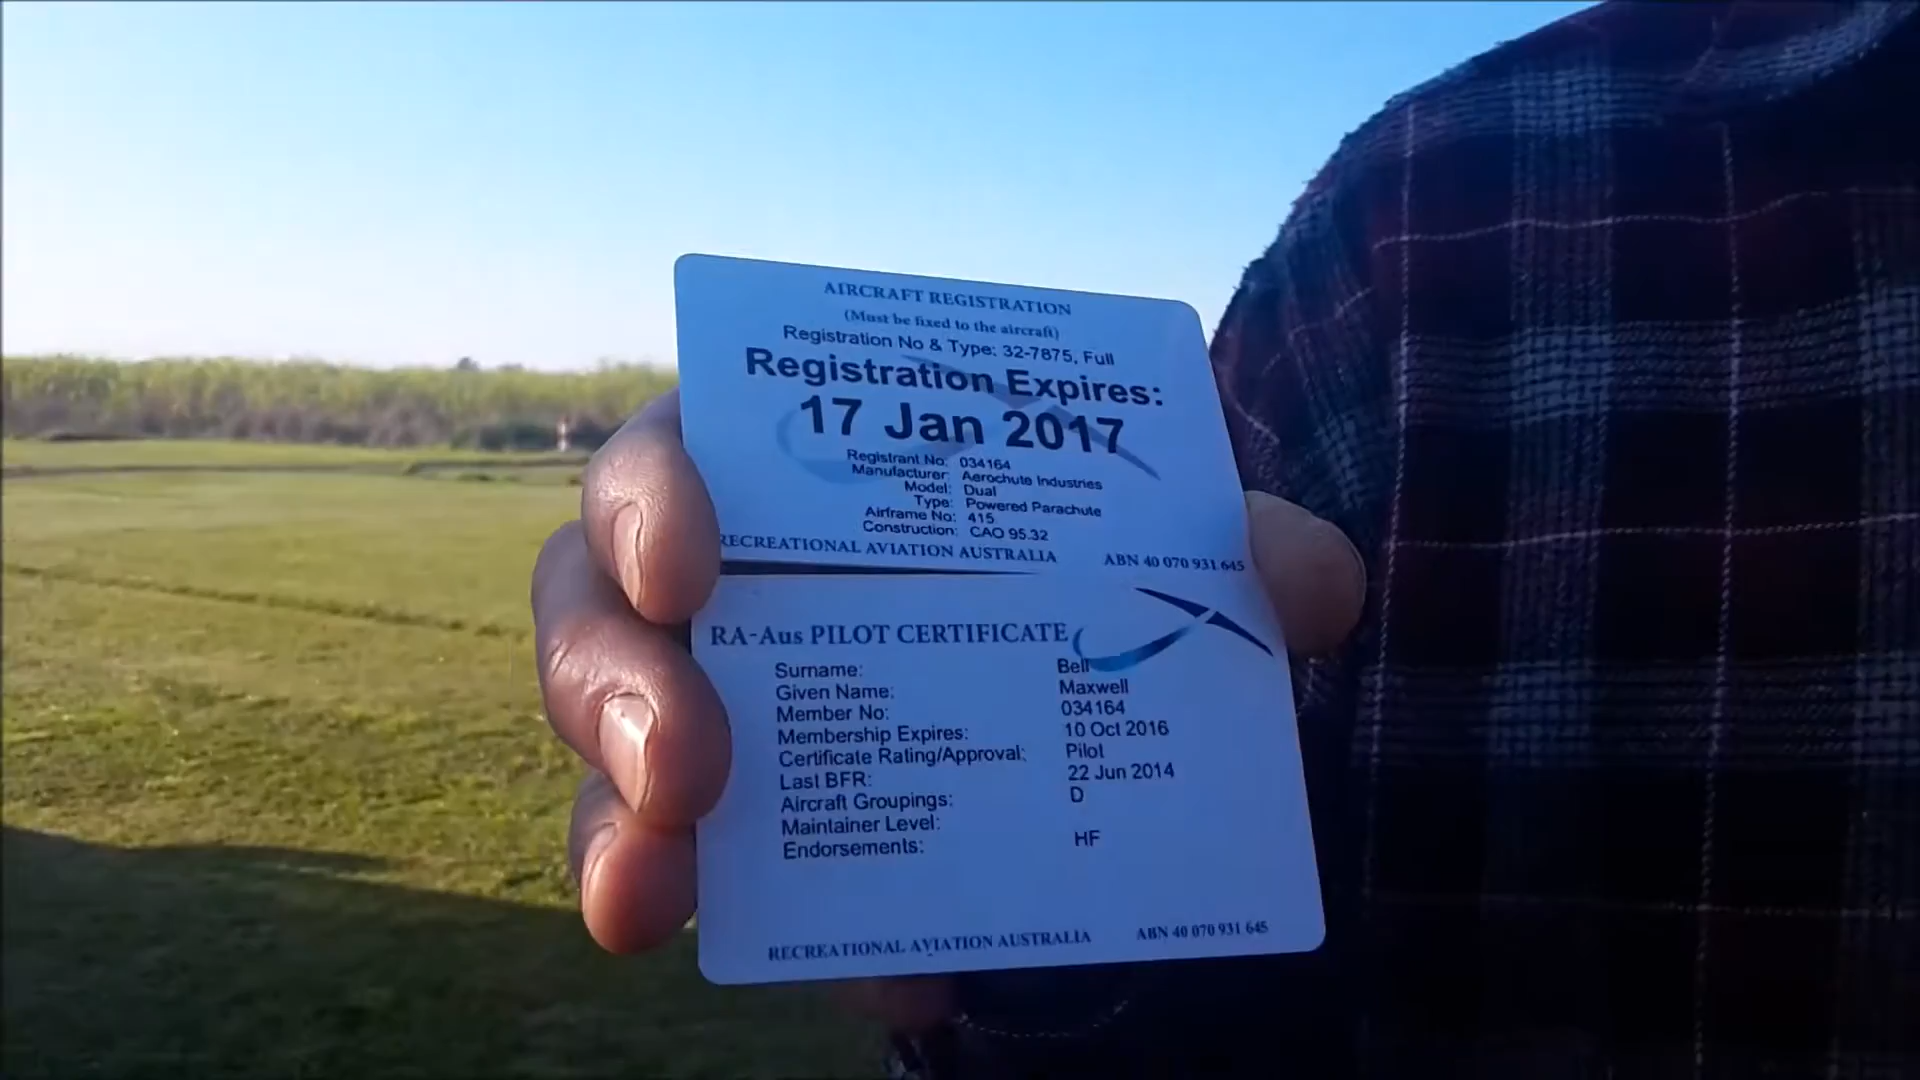 AIRCRAFT REGISTRATION
(Must be fixed to the aircraft)
Registration No & Type: 32-7875, Full
Registration Expires:
17 Jan 2017
Registrant No: 034164
Manufacturer: Aerochute Industries
Model: Dual
Type: Powered Parachute
Airframe No: 415
Construction: CAO 95.32
RECREATIONAL AVIATION AUSTRALIA ABN 40 070 931 645
RA-Aus PILOT CERTIFICATE
Surname: Bell
Given Name: Maxwell
Member No: 034164
Membership Expires: 10 Oct 2016
Certificate Rating/Approval: Pilot
Last BFR: 22 Jun 2014
Aircraft Groupings: D
Maintainer Level:
Endorsements: HF
RECREATIONAL AVIATION AUSTRALIA ABN 40 070 931 645